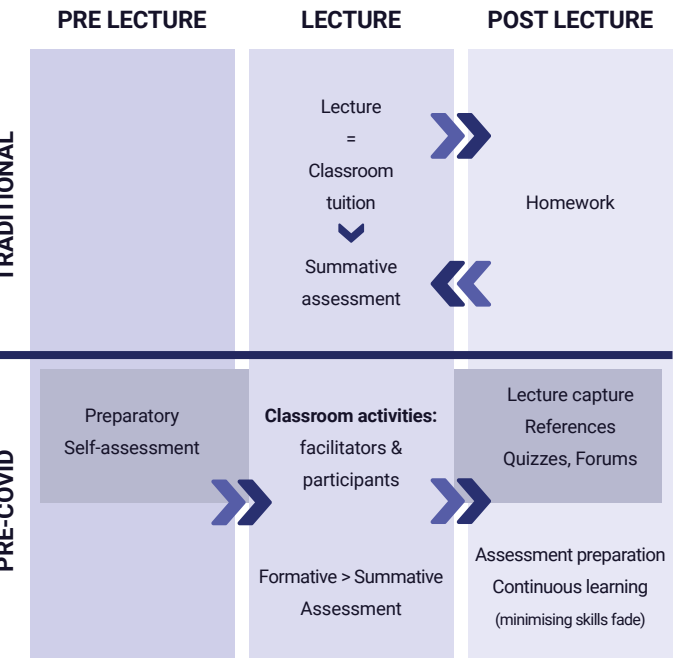 PRE LECTURE
LECTURE
POST LECTURE
TRADITIONAL
Lecture
=
Classroom
tuition
Summative
assessment
Homework
PRE-COVID
Preparatory
Self-assessment
Classroom activities:
facilitators &
participants
Formative > Summative
Assessment
Lecture capture
References
Quizzes, Forums
Assessment preparation
Continuous learning
(minimising skills fade)